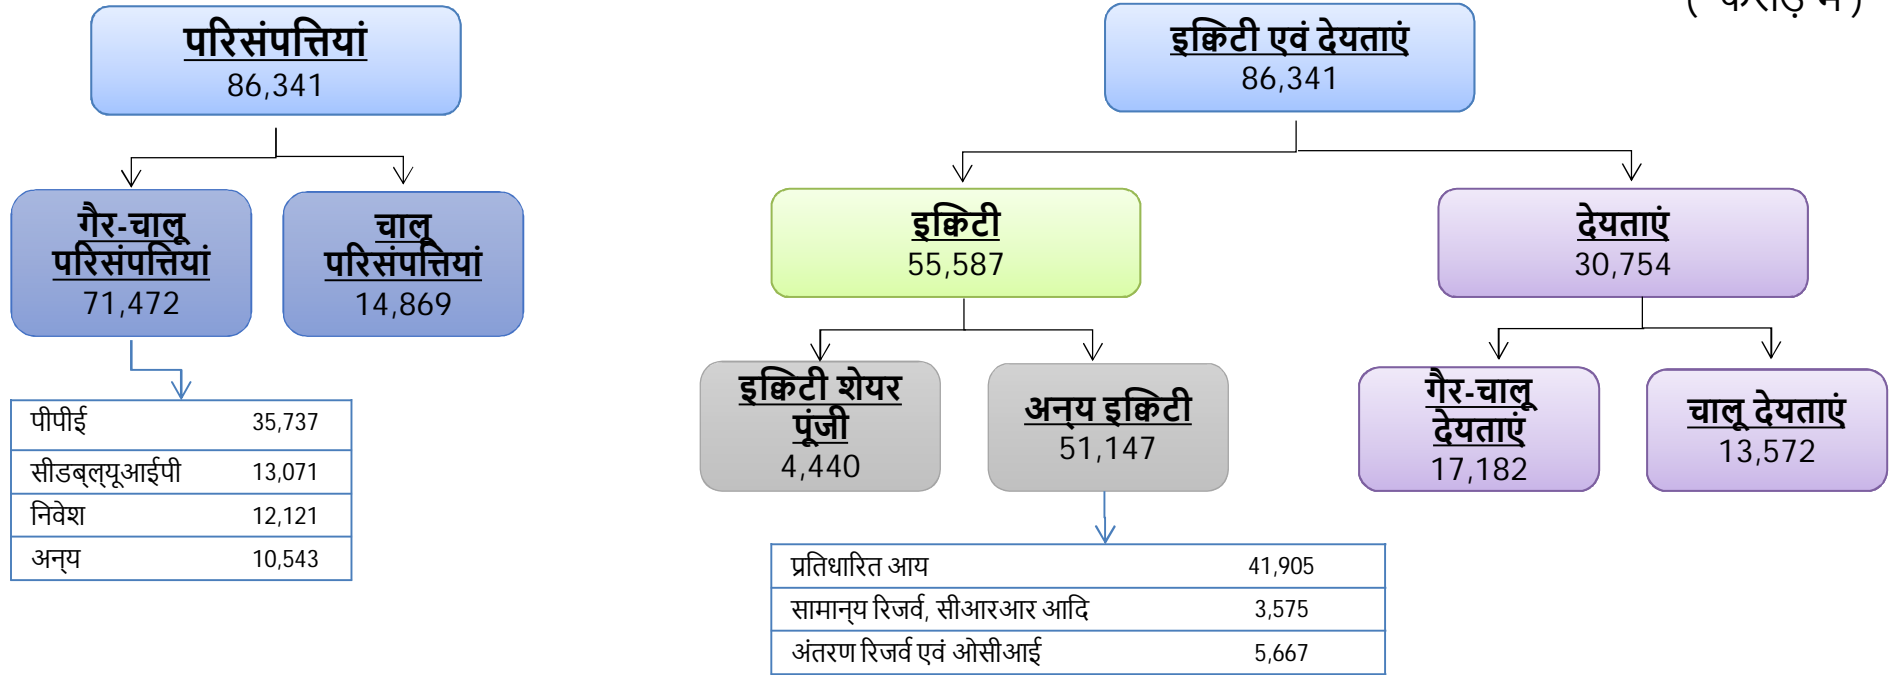 ( करोड़ में )
परिसंपत्तियां
86,341
इक्विटी एवं देयताएं
86,341
गैर-चालू
परिसंपत्तियां
71,472
चालू
परिसंपत्तियां
14,869
इक्विटी
55,587
देयताएं
30,754
पीपीई 35,737
सीडब्ल्यूआईपी 13,071
निवेश 12,121
अन्य 10,543
इक्विटी शेयर
पूंजी
4,440
अन्य इक्विटी
51,147
गैर-चालू
देयताएं
17,182
चालू देयताएं
13,572
प्रतिधारित आय 41,905
सामान्य रिजर्व, सीआरआर आदि 3,575
अंतरण रिजर्व एवं ओसीआई 5,667